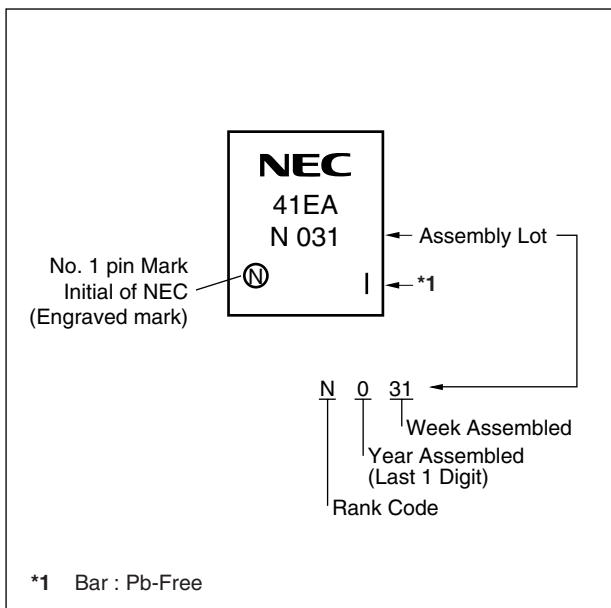 NEC
41EA
N 031
Assembly Lot
No. 1 pin Mark
Initial of NEC
(Engraved mark)
N
*1
N 0 31
Week Assembled
Year Assembled
(Last 1 Digit)
Rank Code
*1 Bar : Pb-Free